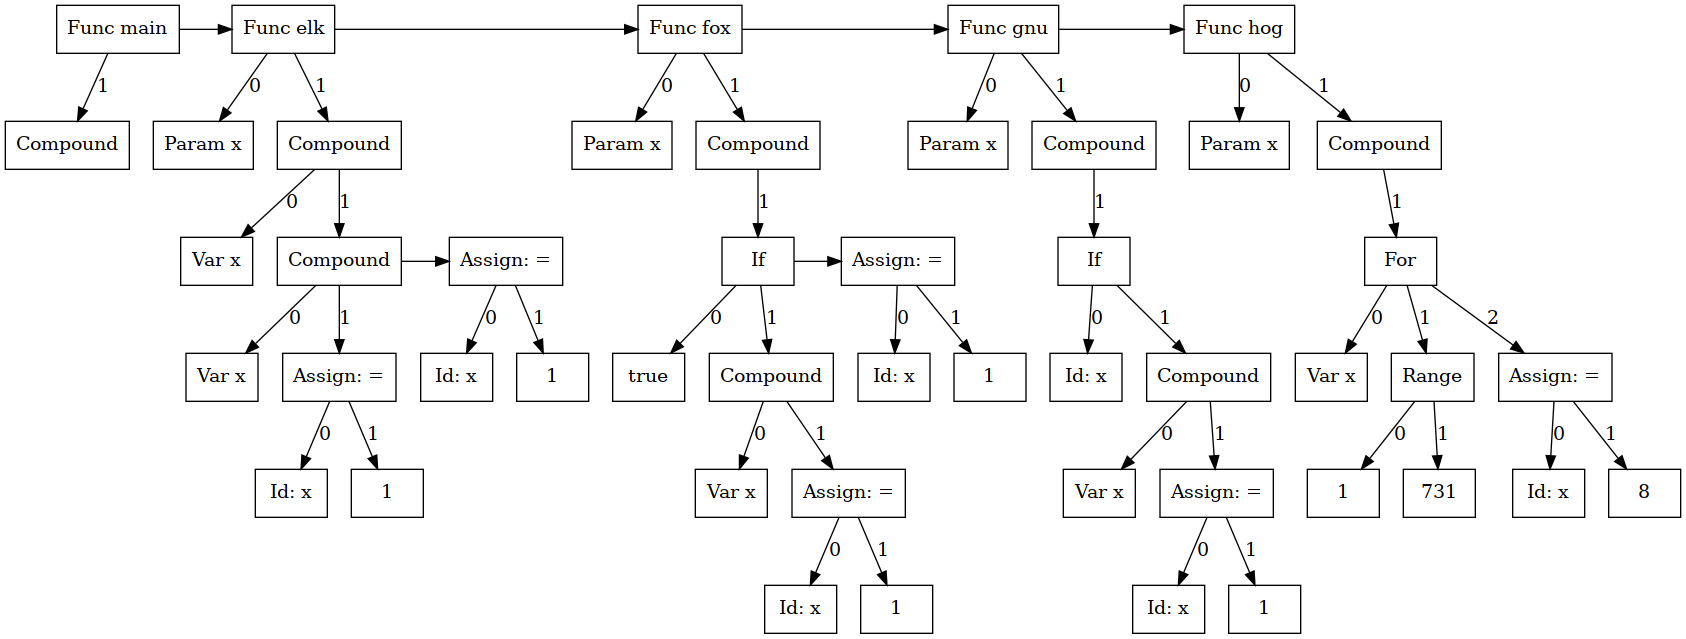 Func main
Func elk
Func fox
Func gnu
Func hog
1
0
1
0
1
0
1
0
1
Compound
Param x
Compound
Param x
Compound
Param x
Compound
Param x
Compound
0
1
1
1
1
Var x
Compound
Assign: =
If
Assign: =
If
For
0
1
0
1
0
1
0
1
0
1
0
1
2
Var x
Assign: =
Id: x
1
true
Compound
Id: x
1
Id: x
Compound
Var x
Range
Assign: =
0
1
0
1
0
1
0
1
0
1
Id: x
1
Var x
Assign: =
Var x
Assign: =
1
731
Id: x
8
0
1
0
1
Id: x
1
Id: x
1